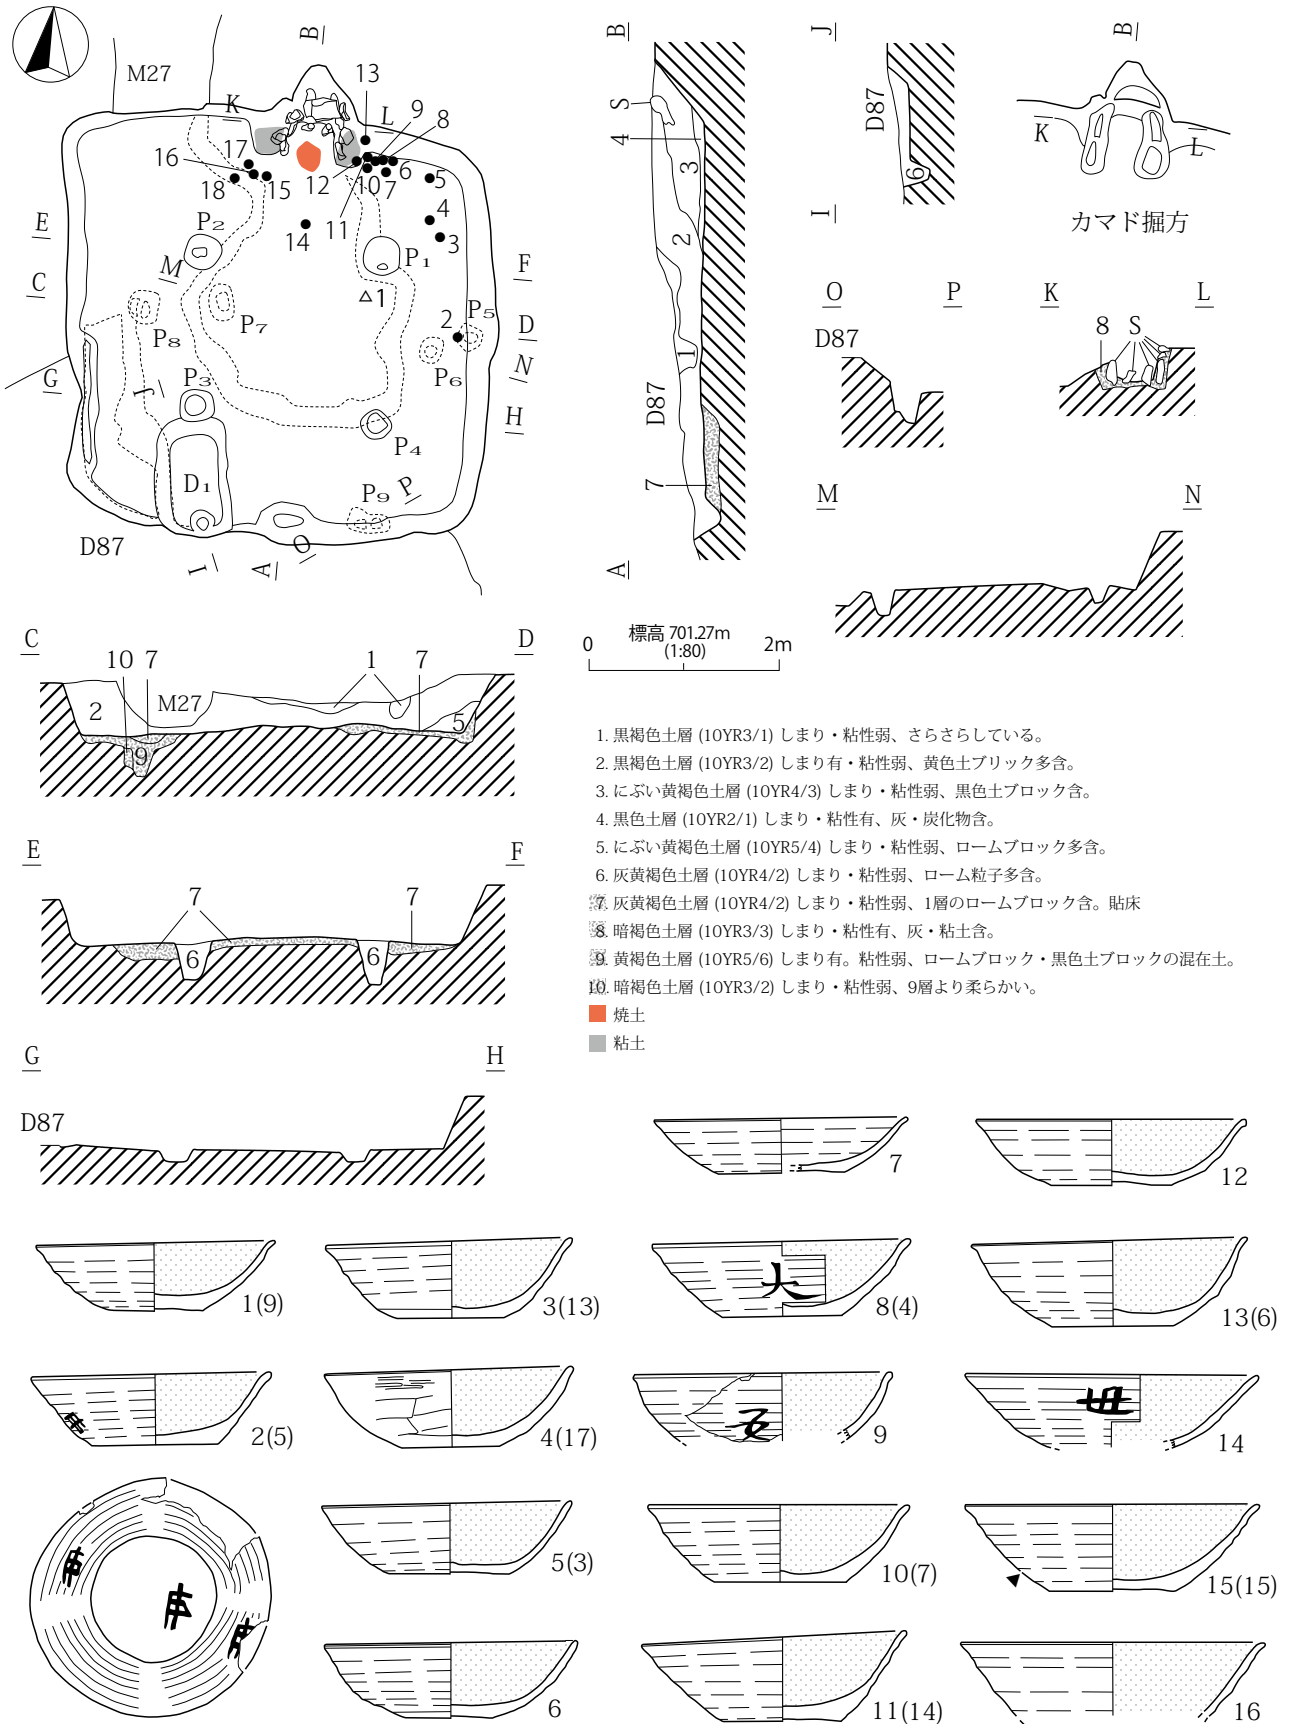 B
M27
K
13
L
9
8
16
17
18
15
12
10
7
6
5
11
4
14
3
E
C
P2
M
P1
F
△1
D
P8
P7
2
P5
P6
N
G
J
P3
H
P4
D1
P9
P
D87
I
A
O
B
S
4
3
2
1
D87
7
A
J
D87
6
I
B
K
L
カマド掘方
O
P
D87
K
L
8
S
M
N
標高 701.27m
0
(1:80)
2m
C
D
10
7
1
7
2
M27
5
9
E
F
7
7
6
6
G
H
D87
1. 黒褐色土層 (10YR3/1) しまり・粘性弱、さらさらしている。
2. 黒褐色土層 (10YR3/2) しまり有・粘性弱、黄色土ブリック多含。
3. にぶい黄褐色土層 (10YR4/3) しまり・粘性弱、黒色土ブロック含。
4. 黒色土層 (10YR2/1) しまり・粘性有、灰・炭化物含。
5. にぶい黄褐色土層 (10YR5/4) しまり・粘性弱、ロームブロック多含。
6. 灰黄褐色土層 (10YR4/2) しまり・粘性弱、ローム粒子多含。
7. 灰黄褐色土層 (10YR4/2) しまり・粘性弱、1層のロームブロック含。貼床
8. 暗褐色土層 (10YR3/3) しまり・粘性有、灰・粘土含。
9. 黄褐色土層 (10YR5/6) しまり有。粘性弱、ロームブロック・黒色土ブロックの混在土。
10. 暗褐色土層 (10YR3/2) しまり・粘性弱、9層より柔らかい。
焼土
粘土
7
12
1(9)
3(13)
8(4)
13(6)
2(5)
4(17)
9
14
5(3)
10(7)
15(15)
6
11(14)
16